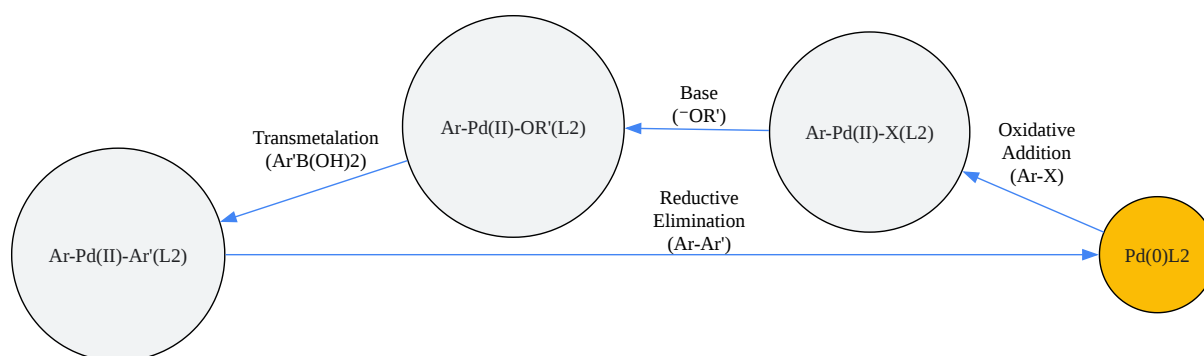 Base
(⁻OR')
Ar-Pd(II)-OR'(L2)
Ar-Pd(II)-X(L2)
Oxidative
Addition
(Ar-X)
Transmetalation
(Ar'B(OH)2)
Reductive
Elimination
(Ar-Ar')
Ar-Pd(II)-Ar'(L2)
Pd(0)L2